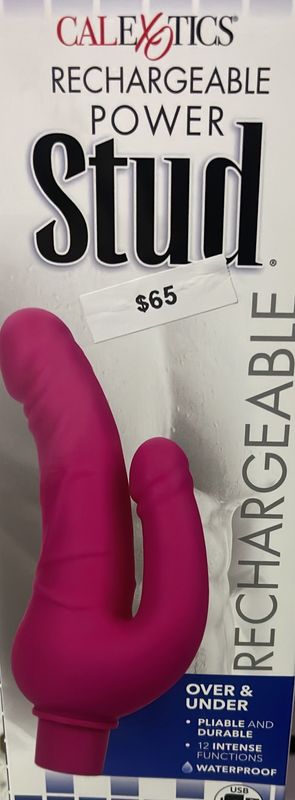 CALEXOTICS®
RECHARGEABLE
POWER
Stud®
$65
RECHARGEABLE
OVER &
UNDER
• PLIABLE AND
DURABLE
• 12 INTENSE
FUNCTIONS
WATERPROOF
USB